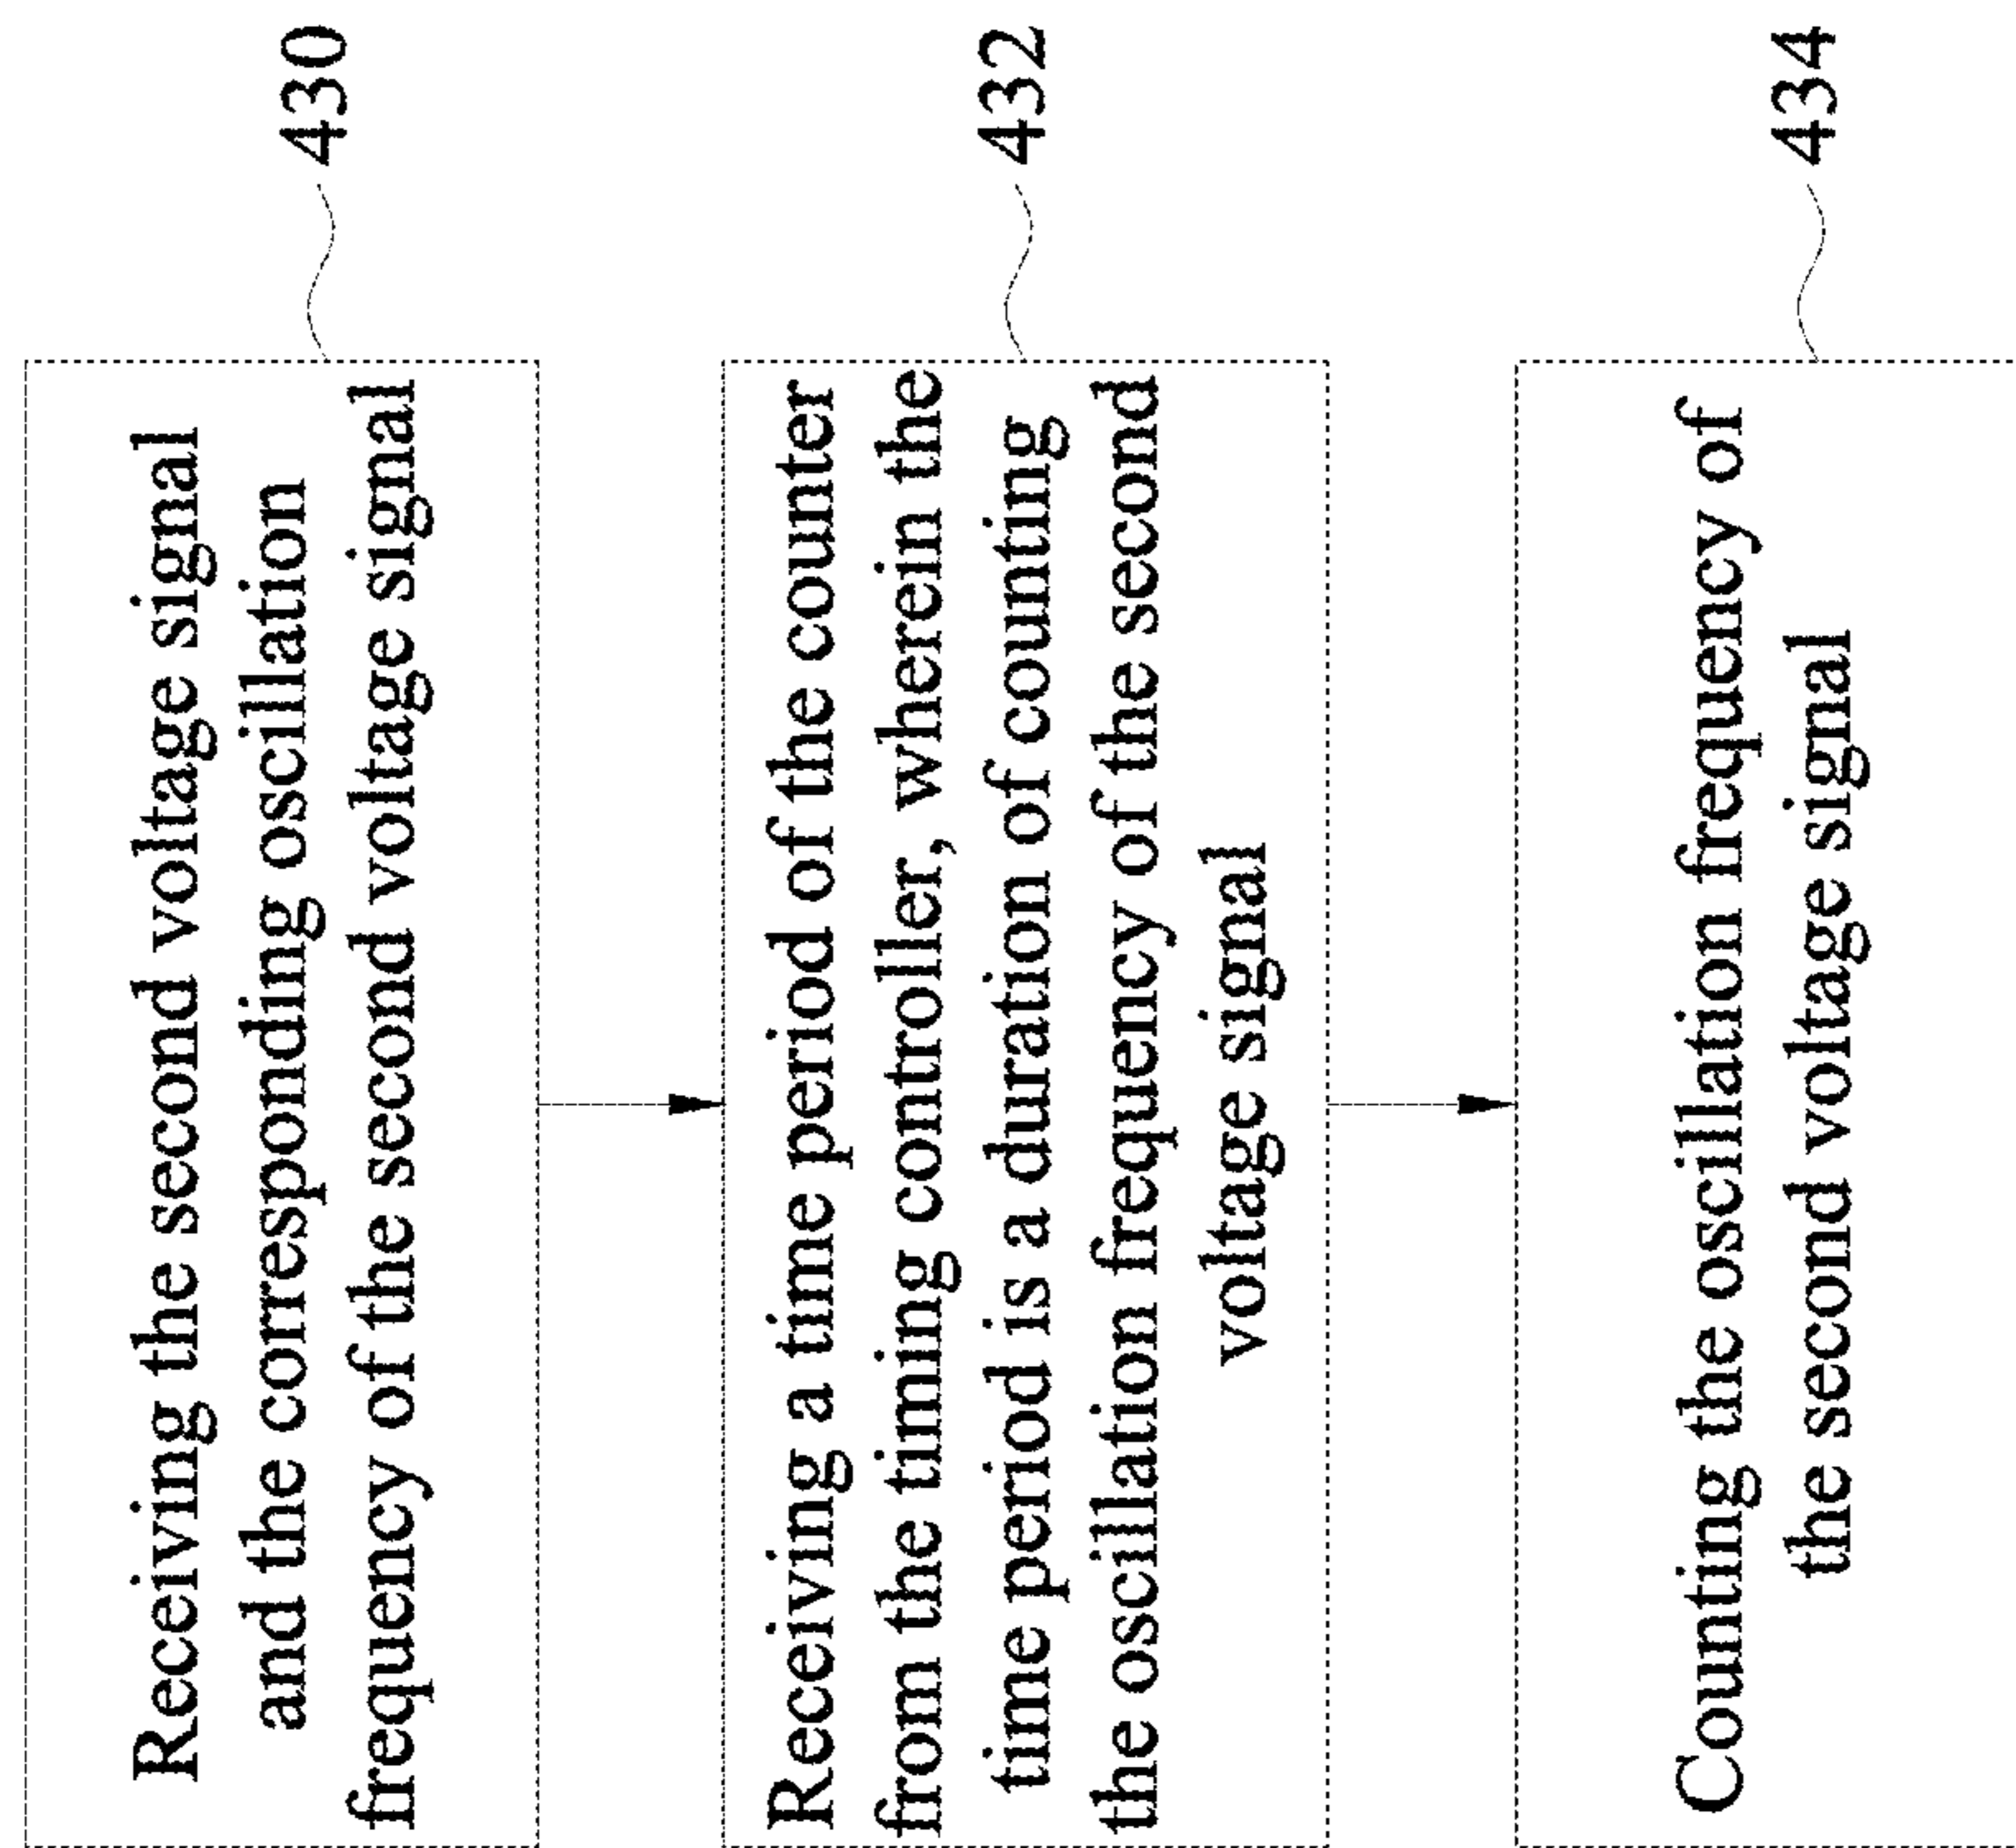 Receiving the second voltage signal
and the corresponding oscillation
frequency of the second voltage signal
430
Receiving a time period of the counter
from the timing controller, wherein the
time period is a duration of counting
the oscillation frequency of the second
voltage signal
432
Counting the oscillation frequency of
the second voltage signal
434